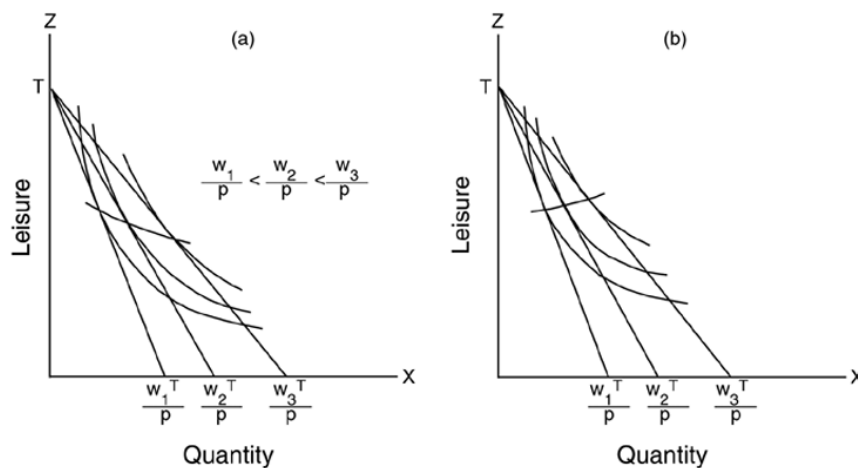 Z
(a)
T
w₁/p < w₂/p < w₃/p
Leisure
X
w₁ᵀ/p w₂ᵀ/p w₃ᵀ/p
Quantity
Z
(b)
T
Leisure
X
w₁ᵀ/p w₂ᵀ/p w₃ᵀ/p
Quantity